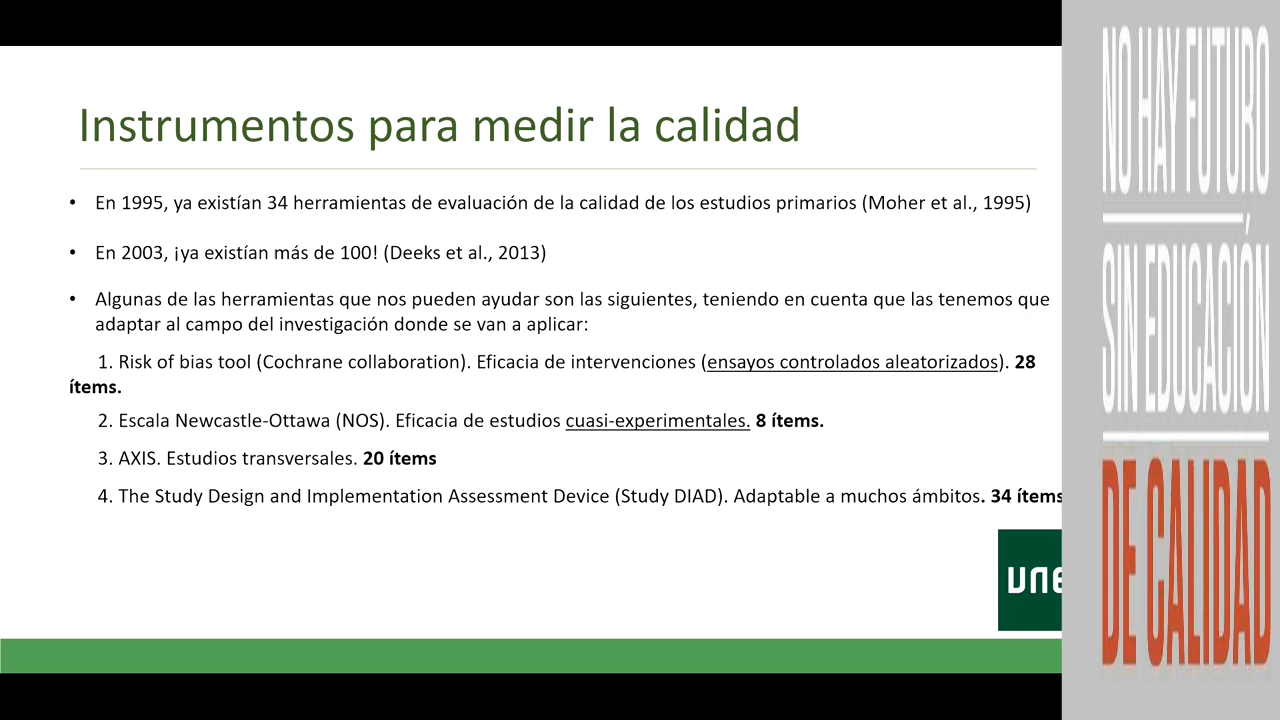 Instrumentos para medir la calidad
• En 1995, ya existían 34 herramientas de evaluación de la calidad de los estudios primarios (Moher et al., 1995)
• En 2003, ¡ya existían más de 100! (Deeks et al., 2013)
• Algunas de las herramientas que nos pueden ayudar son las siguientes, teniendo en cuenta que las tenemos que
adaptar al campo del investigación donde se van a aplicar:
1. Risk of bias tool (Cochrane collaboration). Eficacia de intervenciones (ensayos controlados aleatorizados). 28
ítems.
2. Escala Newcastle-Ottawa (NOS). Eficacia de estudios cuasi-experimentales. 8 ítems.
3. AXIS. Estudios transversales. 20 ítems
4. The Study Design and Implementation Assessment Device (Study DIAD). Adaptable a muchos ámbitos. 34 ítems
UNE
NO HAY FUTURO
SIN EDUCACIÓN
DE CALIDAD